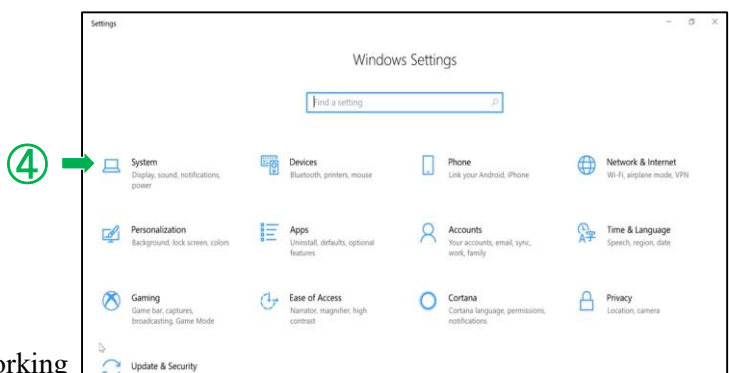 Settings
Windows Settings
Find a setting
④
System
Display, sound, notifications,
power
Devices
Bluetooth, printers, mouse
Phone
Link your Android, iPhone
Network & Internet
Wi-Fi, airplane mode, VPN
Personalization
Background, lock screen, colors
Apps
Uninstall, defaults, optional
features
Accounts
Your accounts, email, sync,
work, family
Time & Language
Speech, region, date
Gaming
Game bar, captures,
broadcasting, Game Mode
Ease of Access
Narrator, magnifier, high
contrast
Cortana
Cortana language, permissions,
notifications
Privacy
Location, camera
Update & Security